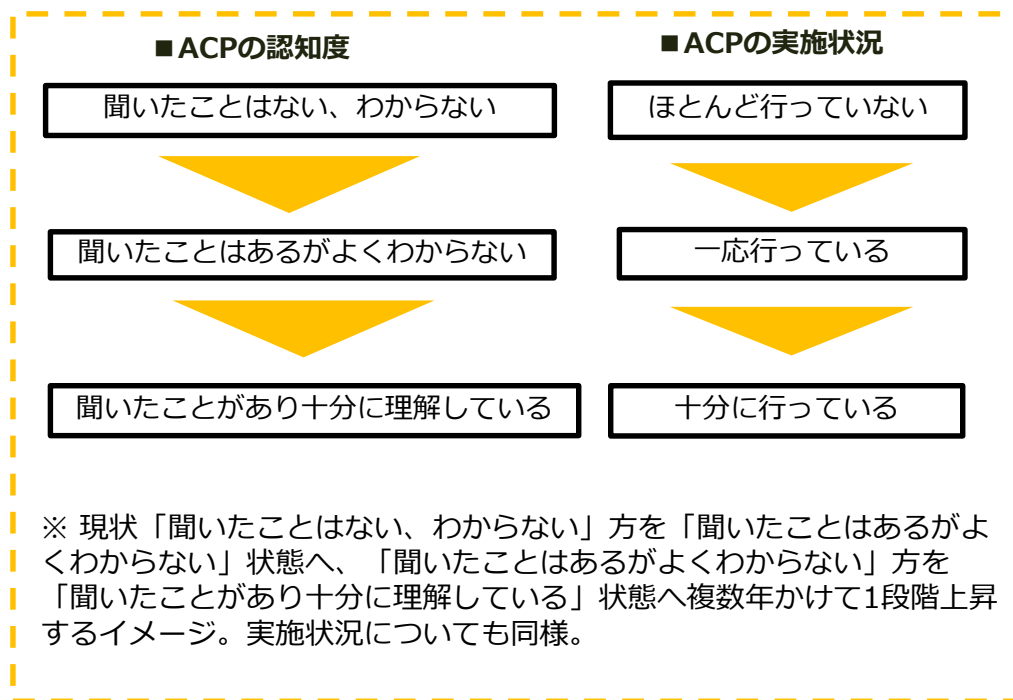 ■ACPの認知度
聞いたことはない、わからない
聞いたことはあるがよくわからない
聞いたことがあり十分に理解している
■ACPの実施状況
ほとんど行っていない
一応行っている
十分に行っている
※ 現状「聞いたことはない、わからない」方を「聞いたことはあるがよ
くわからない」状態へ、「聞いたことはあるがよくわからない」方を
「聞いたことがあり十分に理解している」状態へ複数年かけて1段階上昇
するイメージ。実施状況についても同様。